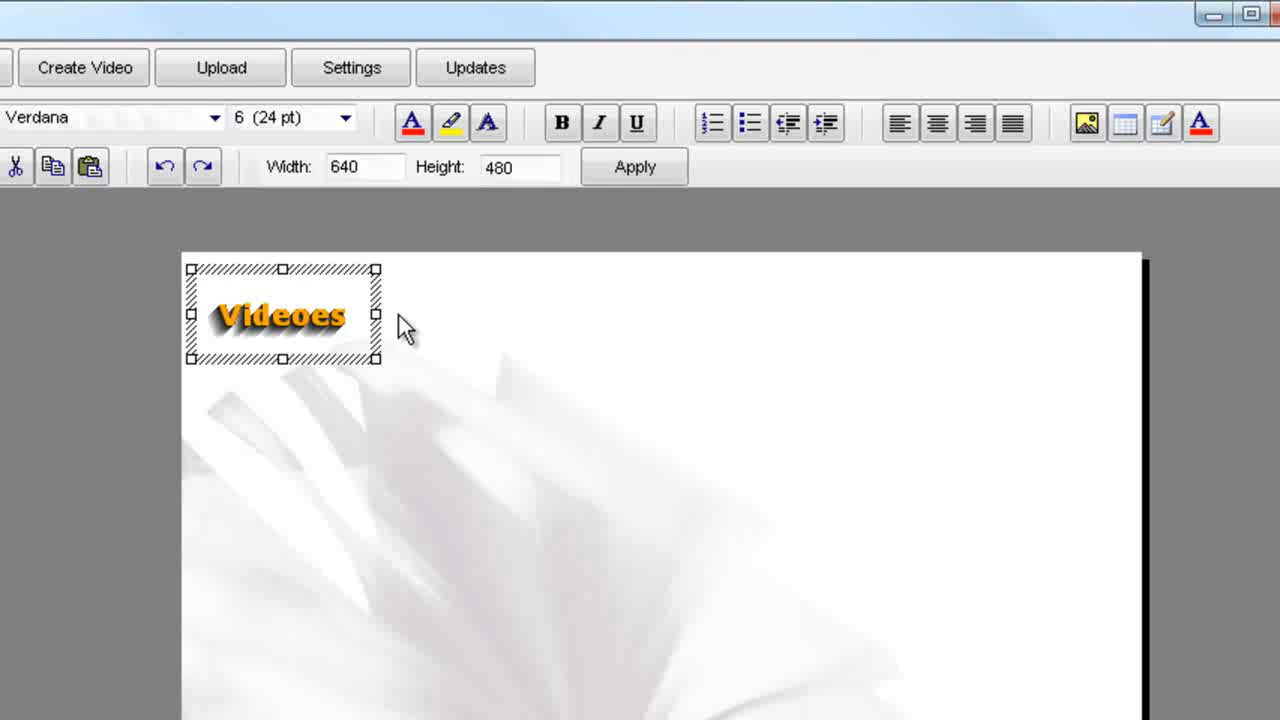 Create Video Upload Settings Updates
Verdana 6 (24 pt) A A B I U A
Width: 640 Height: 480 Apply
Videoes